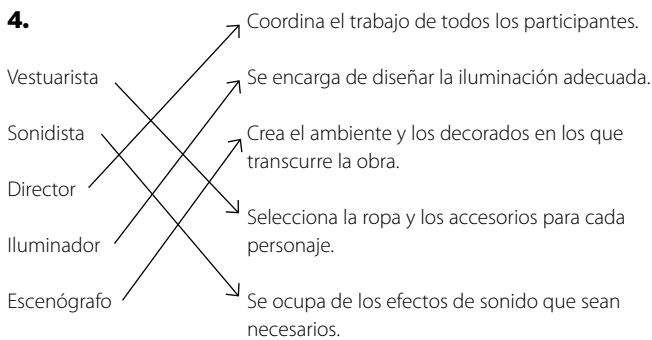 4.
Vestuarista
Sonidista
Director
Iluminador
Escenógrafo
Coordina el trabajo de todos los participantes.
Se encarga de diseñar la iluminación adecuada.
Crea el ambiente y los decorados en los que
transcurre la obra.
Selecciona la ropa y los accesorios para cada
personaje.
Se ocupa de los efectos de sonido que sean
necesarios.